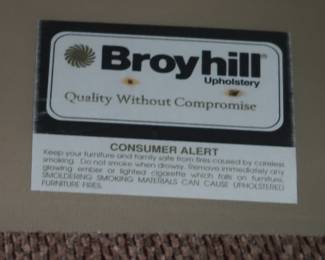 Broyhill®
Upholstery
Quality Without Compromise
CONSUMER ALERT
Keep your furniture and family safe from fires caused by careless
smoking. Do not smoke when drowsy. Remove immediately any
glowing ember or lighted cigarette which falls on furniture.
SMOLDERING SMOKING MATERIALS CAN CAUSE UPHOLSTERED
FURNITURE FIRES.